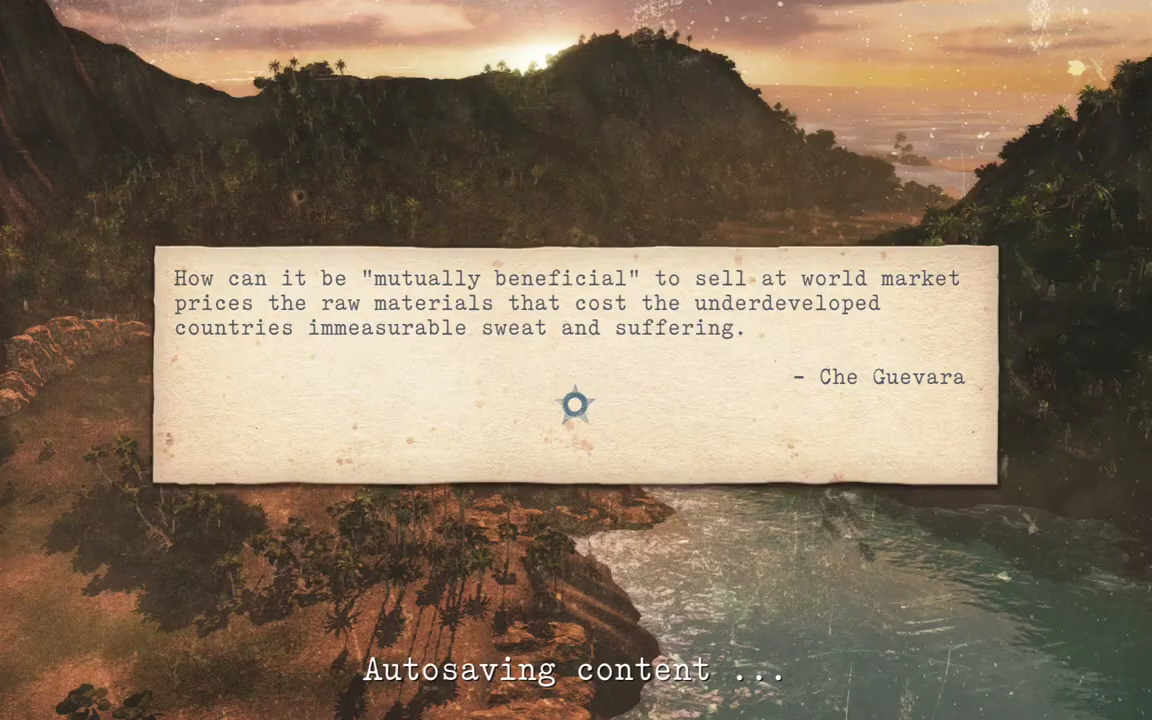 How can it be "mutually beneficial" to sell at world market
prices the raw materials that cost the underdeveloped
countries immeasurable sweat and suffering.
- Che Guevara
Autosaving content ...